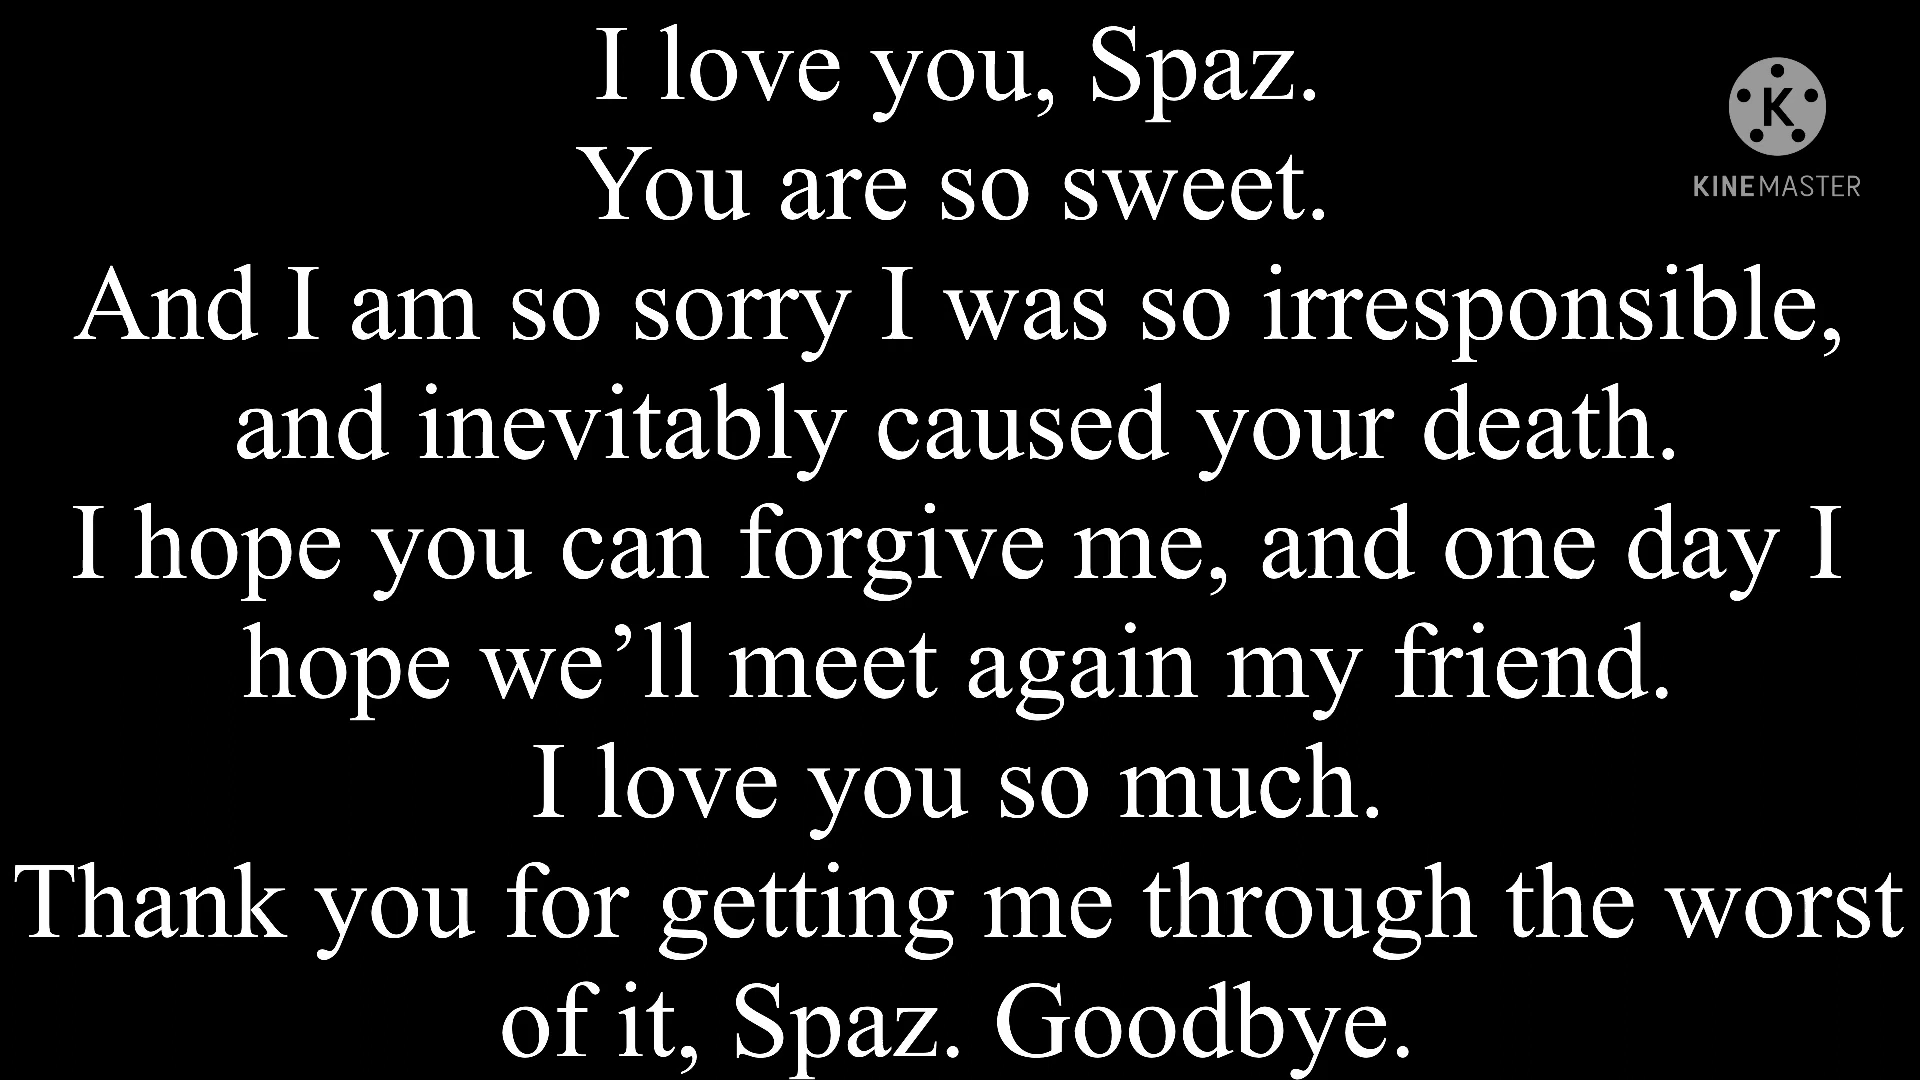 I love you, Spaz.
You are so sweet.
And I am so sorry I was so irresponsible,
and inevitably caused your death.
I hope you can forgive me, and one day I
hope we’ll meet again my friend.
I love you so much.
Thank you for getting me through the worst
of it, Spaz. Goodbye.
K
KINEMASTER